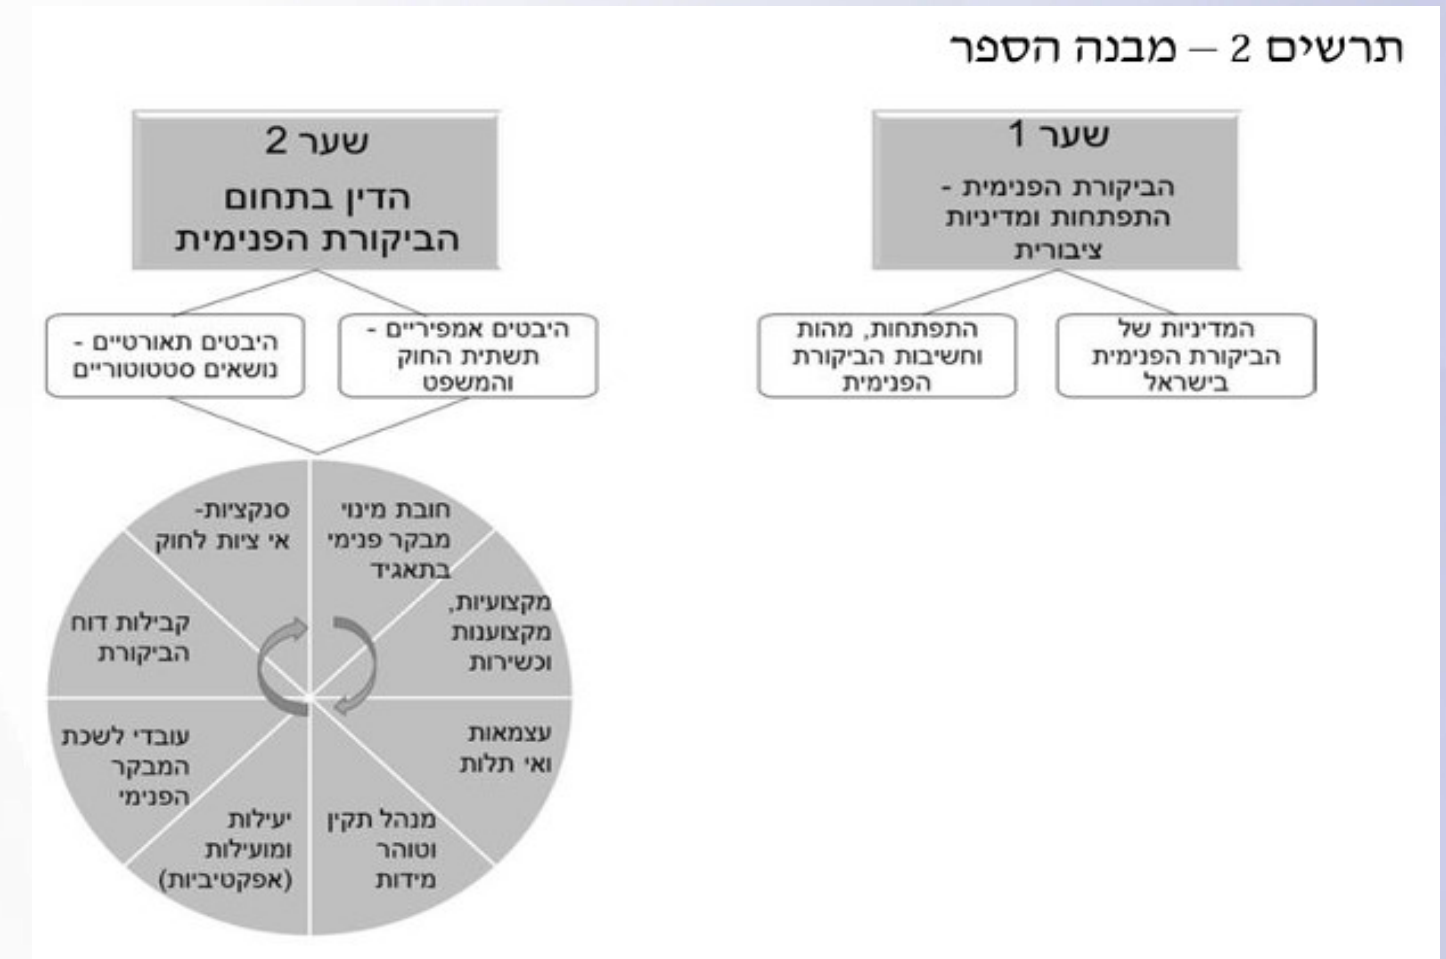 תרשים 2 – מבנה הספר
שער 1
הביקורת הפנימית -
התפתחות ומדיניות
ציבורית
המדיניות של
הביקורת הפנימית
בישראל
התפתחות, מהות
וחשיבות הביקורת
הפנימית
שער 2
הדין בתחום
הביקורת הפנימית
היבטים אמפיריים -
תשתית החוק
והמשפט
היבטים תאורטיים -
נושאים סטטוטוריים
חובת מינוי
מבקר פנימי
בתאגיד
מקצועיות,
מקצוענות
וכשירות
עצמאות
ואי תלות
מנהל תקין
וטוהר
מידות
יעילות
ומועילות
(אפקטיביות)
עובדי לשכת
המבקר
הפנימי
קבילות דוח
הביקורת
סנקציות-
אי ציות לחוק